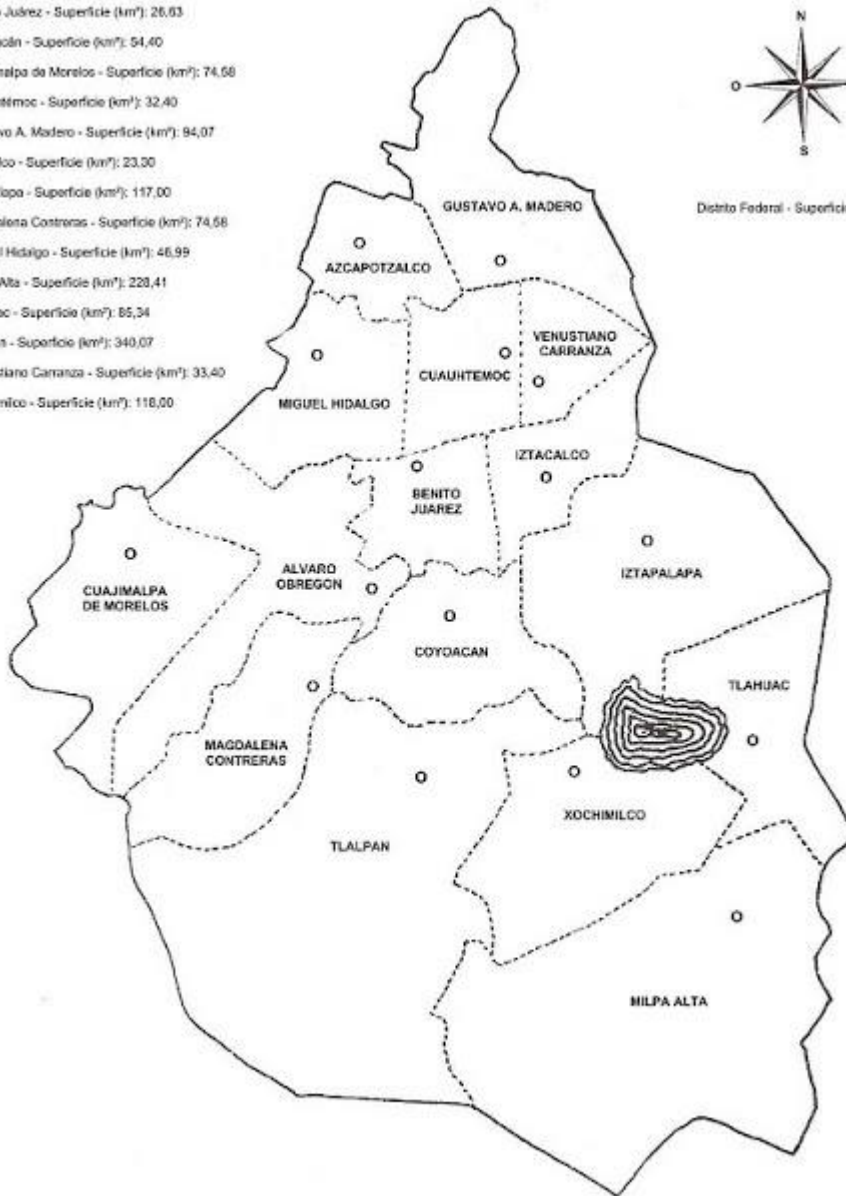 Juárez - Superficie (km²): 26,63
Superficie (km²): 54,40
de Morelos - Superficie (km²): 74,58
Superficie (km²): 32,40
A. Madero - Superficie (km²): 94,07
Superficie (km²): 23,30
Superficie (km²): 117,00
Contreras - Superficie (km²): 74,58
Hidalgo - Superficie (km²): 46,99
Alta - Superficie (km²): 228,41
Superficie (km²): 85,34
Superficie (km²): 340,07
Carranza - Superficie (km²): 33,40
Superficie (km²): 118,00
N
O
S
Distrito Federal - Superficie
GUSTAVO A. MADERO
AZCAPOTZALCO
VENUSTIANO
CARRANZA
CUAUHTEMOC
MIGUEL HIDALGO
IZTACALCO
BENITO
JUAREZ
ALVARO
OBREGON
IZTAPALAPA
CUAJIMALPA
DE MORELOS
COYOACAN
TLAHUAC
MAGDALENA
CONTRERAS
XOCHIMILCO
TLALPAN
MILPA ALTA